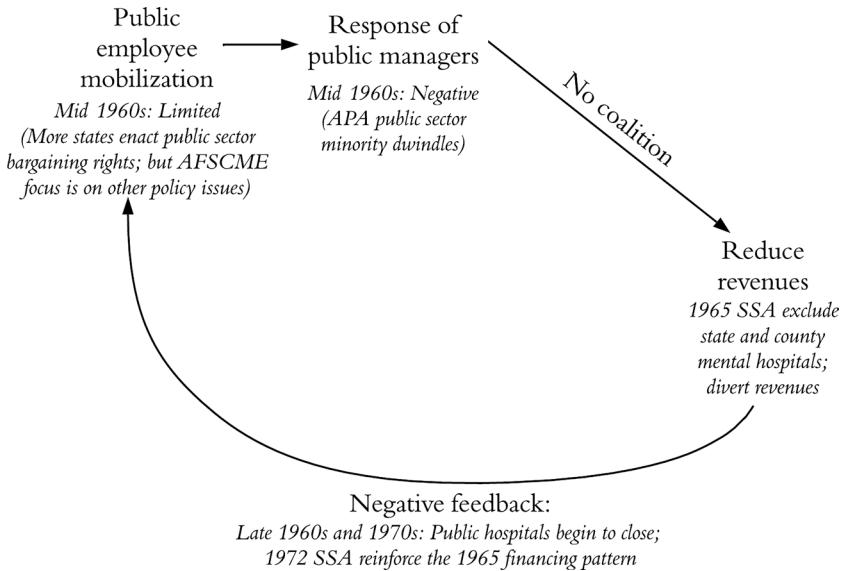 Public
employee
mobilization
Mid 1960s: Limited
(More states enact public sector
bargaining rights; but AFSCME
focus is on other policy issues)
Response of
public managers
Mid 1960s: Negative
(APA public sector
minority dwindles)
No coalition
Reduce
revenues
1965 SSA exclude
state and county
mental hospitals;
divert revenues
Negative feedback:
Late 1960s and 1970s: Public hospitals begin to close;
1972 SSA reinforce the 1965 financing pattern